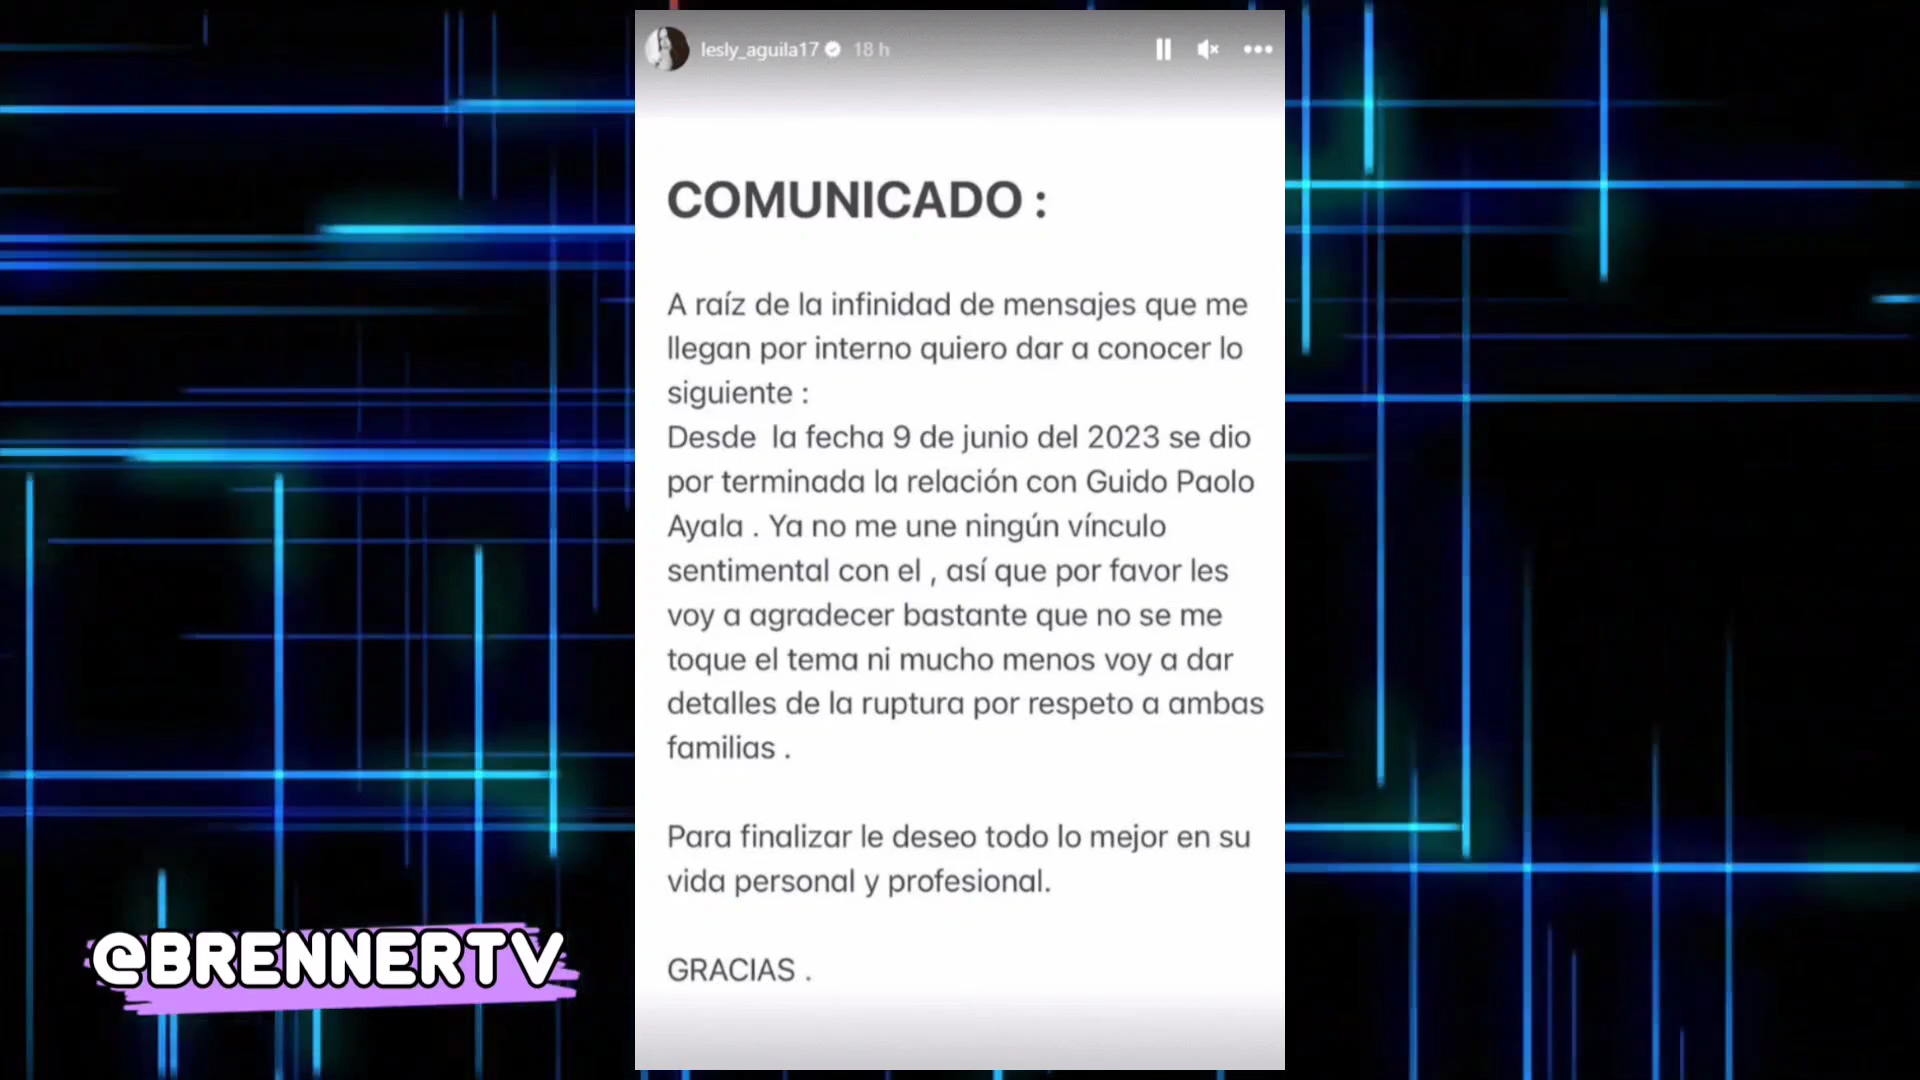 lesly_aguila17 18 h
COMUNICADO :
A raíz de la infinidad de mensajes que me
llegan por interno quiero dar a conocer lo
siguiente :
Desde la fecha 9 de junio del 2023 se dio
por terminada la relación con Guido Paolo
Ayala . Ya no me une ningún vínculo
sentimental con el , así que por favor les
voy a agradecer bastante que no se me
toque el tema ni mucho menos voy a dar
detalles de la ruptura por respeto a ambas
familias .
Para finalizar le deseo todo lo mejor en su
vida personal y profesional.
GRACIAS .
@BRENNERTV